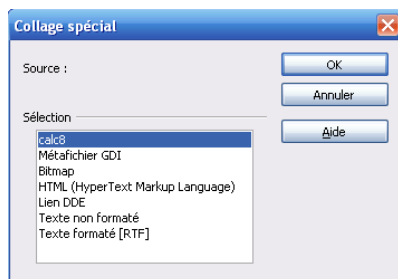 Collage spécial
Source :
OK
Annuler
Aide
Sélection
calc8
Métafichier GDI
Bitmap
HTML (HyperText Markup Language)
Lien DDE
Texte non formaté
Texte formaté [RTF]